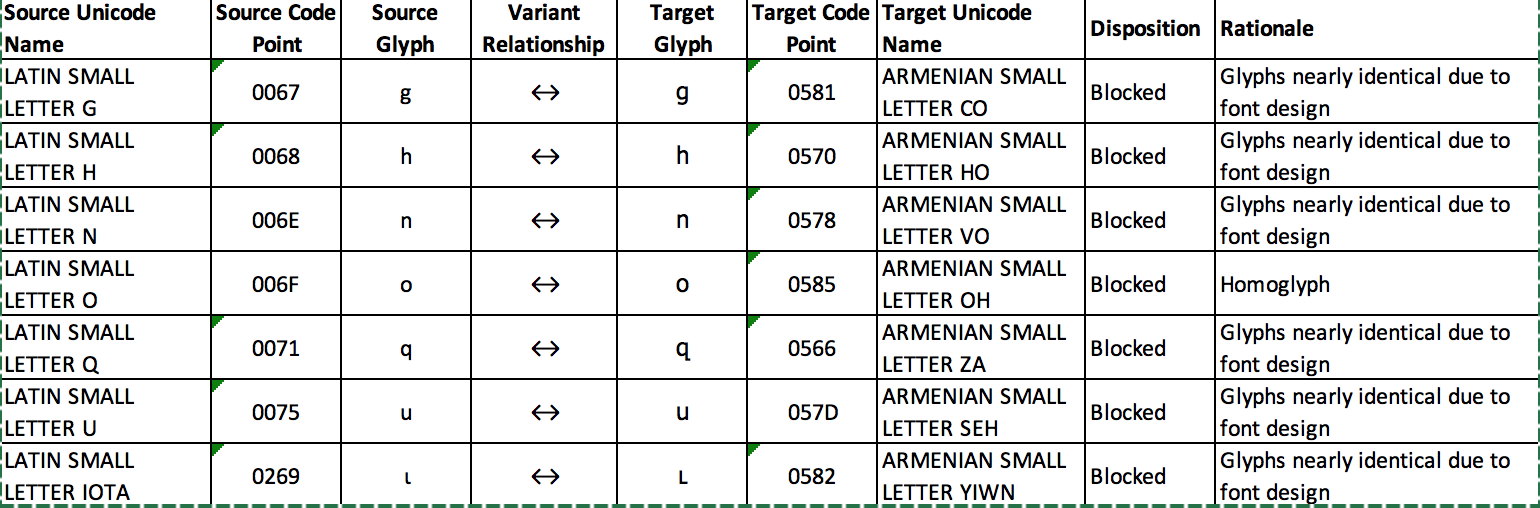 Source Unicode
Name
Source Code
Point
Source
Glyph
Variant
Relationship
Target
Glyph
Target Code
Point
Target Unicode
Name
Disposition
Rationale
LATIN SMALL
LETTER G
0067
g
↔
ց
0581
ARMENIAN SMALL
LETTER CO
Blocked
Glyphs nearly identical due to
font design
LATIN SMALL
LETTER H
0068
h
↔
հ
0570
ARMENIAN SMALL
LETTER HO
Blocked
Glyphs nearly identical due to
font design
LATIN SMALL
LETTER N
006E
n
↔
ո
0578
ARMENIAN SMALL
LETTER VO
Blocked
Glyphs nearly identical due to
font design
LATIN SMALL
LETTER O
006F
o
↔
օ
0585
ARMENIAN SMALL
LETTER OH
Blocked
Homoglyph
LATIN SMALL
LETTER Q
0071
q
↔
զ
0566
ARMENIAN SMALL
LETTER ZA
Blocked
Glyphs nearly identical due to
font design
LATIN SMALL
LETTER U
0075
u
↔
ս
057D
ARMENIAN SMALL
LETTER SEH
Blocked
Glyphs nearly identical due to
font design
LATIN SMALL
LETTER IOTA
0269
ɩ
↔
ւ
0582
ARMENIAN SMALL
LETTER YIWN
Blocked
Glyphs nearly identical due to
font design